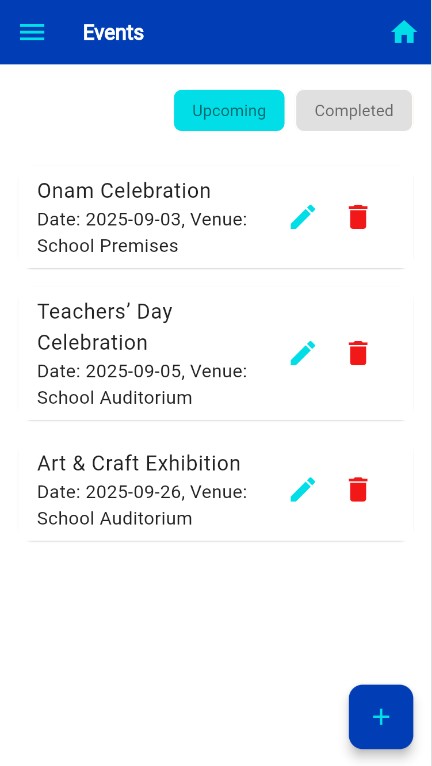 Events
Upcoming
Completed
Onam Celebration
Date: 2025-09-03, Venue:
School Premises
Teachers’ Day
Celebration
Date: 2025-09-05, Venue:
School Auditorium
Art & Craft Exhibition
Date: 2025-09-26, Venue:
School Auditorium
+